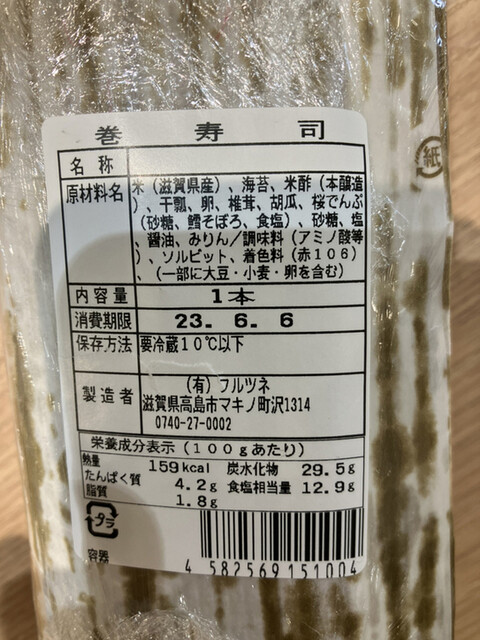 巻寿司
名称
原材料名 米（滋賀県産）、海苔、米酢（本醸造
）、干瓢、卵、椎茸、胡瓜、桜でんぶ
（砂糖、鱈そぼろ、食塩）、砂糖、塩
、醤油、みりん／調味料（アミノ酸等
）、ソルビット、着色料（赤１０６）
、（一部に大豆・小麦・卵を含む）
内容量 １本
消費期限 23. 6. 6
保存方法 要冷蔵１０℃以下
製造者 （有）フルツネ
滋賀県高島市マキノ町沢1314
0740-27-0002
栄養成分表示（１００ｇあたり）
熱量 159kcal 炭水化物 29.5g
たんぱく質 4.2g 食塩相当量 12.9g
脂質 1.8g
プラ
容器
4 582569 151004
紙